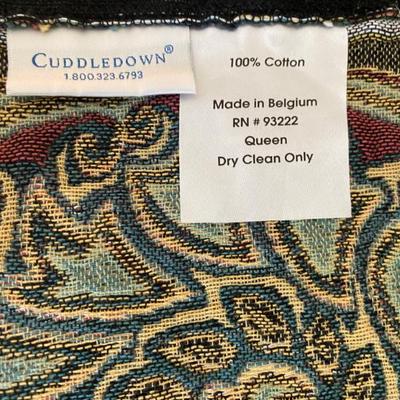 CUDDLEDOWN®
1.800.323.6793
100% Cotton
Made in Belgium
RN # 93222
Queen
Dry Clean Only